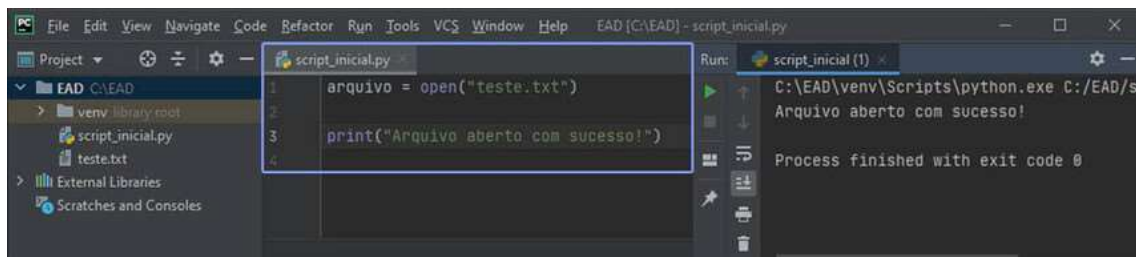 PC File Edit View Navigate Code Refactor Run Tools VCS Window Help EAD [C:\EAD] - script_inicial.py
Project
EAD C:\EAD
venv library root
script_inicial.py
teste.txt
External Libraries
Scratches and Consoles
script_inicial.py
1 arquivo = open("teste.txt")
2
3 print("Arquivo aberto com sucesso!")
4
Run: script_inicial (1)
C:\EAD\venv\Scripts\python.exe C:/EAD/s
Arquivo aberto com sucesso!
Process finished with exit code 0